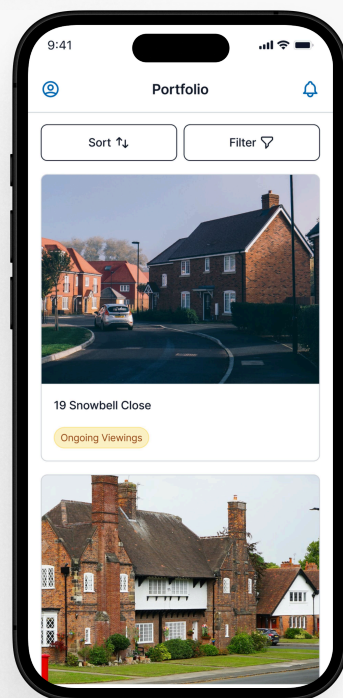 9:41
Portfolio
Sort
Filter
19 Snowbell Close
Ongoing Viewings